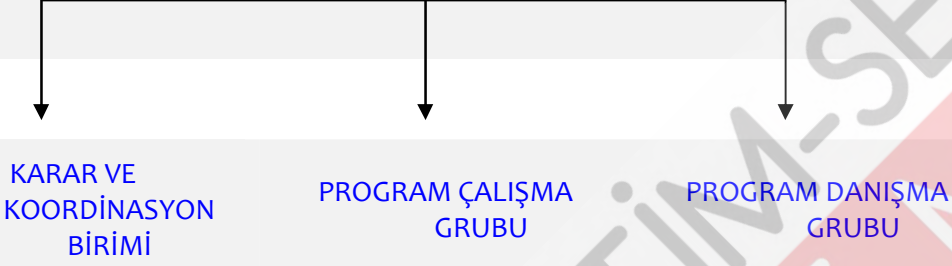 KARAR VE
KOORDİNASYON
BİRİMİ
PROGRAM ÇALIŞMA
GRUBU
PROGRAM DANIŞMA
GRUBU